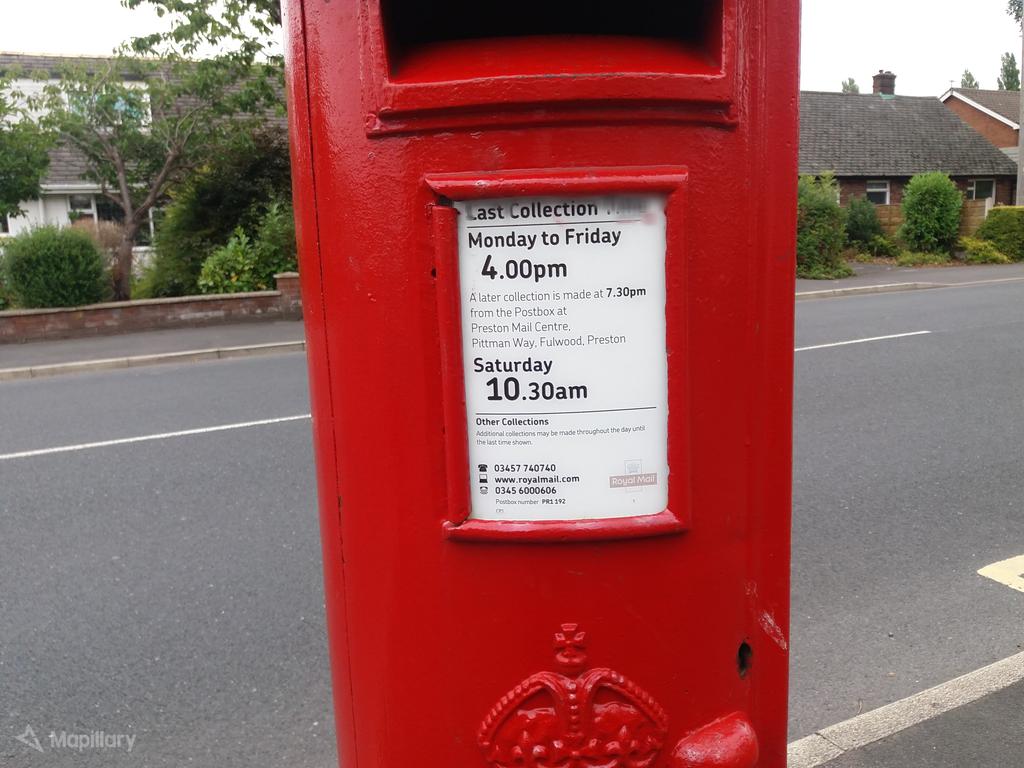 Last Collection
Monday to Friday
4.00pm
A later collection is made at 7.30pm
from the Postbox at
Preston Mail Centre,
Pittman Way, Fulwood, Preston
Saturday
10.30am
Other Collections
Additional collections may be made throughout the day until
the last time shown.
03457 740740
www.royalmail.com
0345 6000606
Royal Mail
Postbox number PR1 192
Mapillary